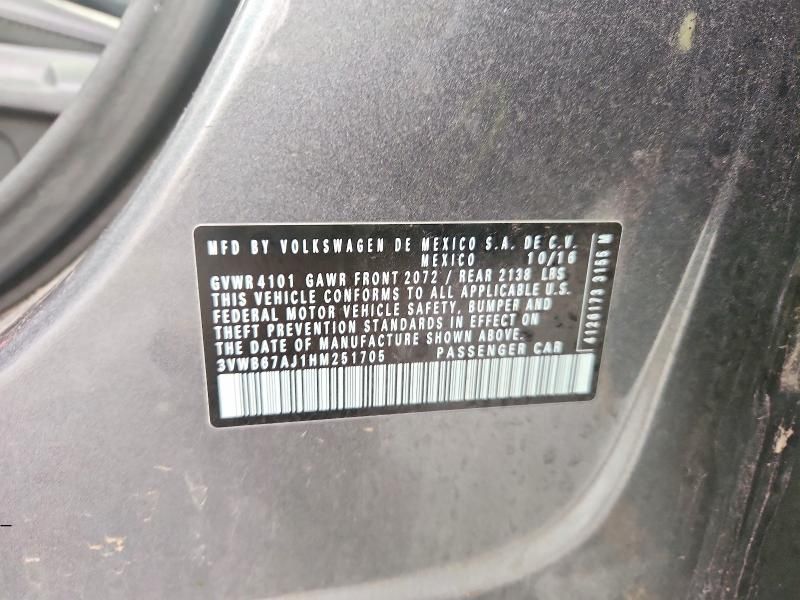 MFD BY VOLKSWAGEN DE MEXICO S.A. DE C.V.
MEXICO 10/16
GVWR 4101 GAWR FRONT 2072 / REAR 2138 LBS
THIS VEHICLE CONFORMS TO ALL APPLICABLE U.S.
FEDERAL MOTOR VEHICLE SAFETY, BUMPER AND
THEFT PREVENTION STANDARDS IN EFFECT ON
THE DATE OF MANUFACTURE SHOWN ABOVE.
3VWB67AJ1HM251705 PASSENGER CAR
4120173 3156 M